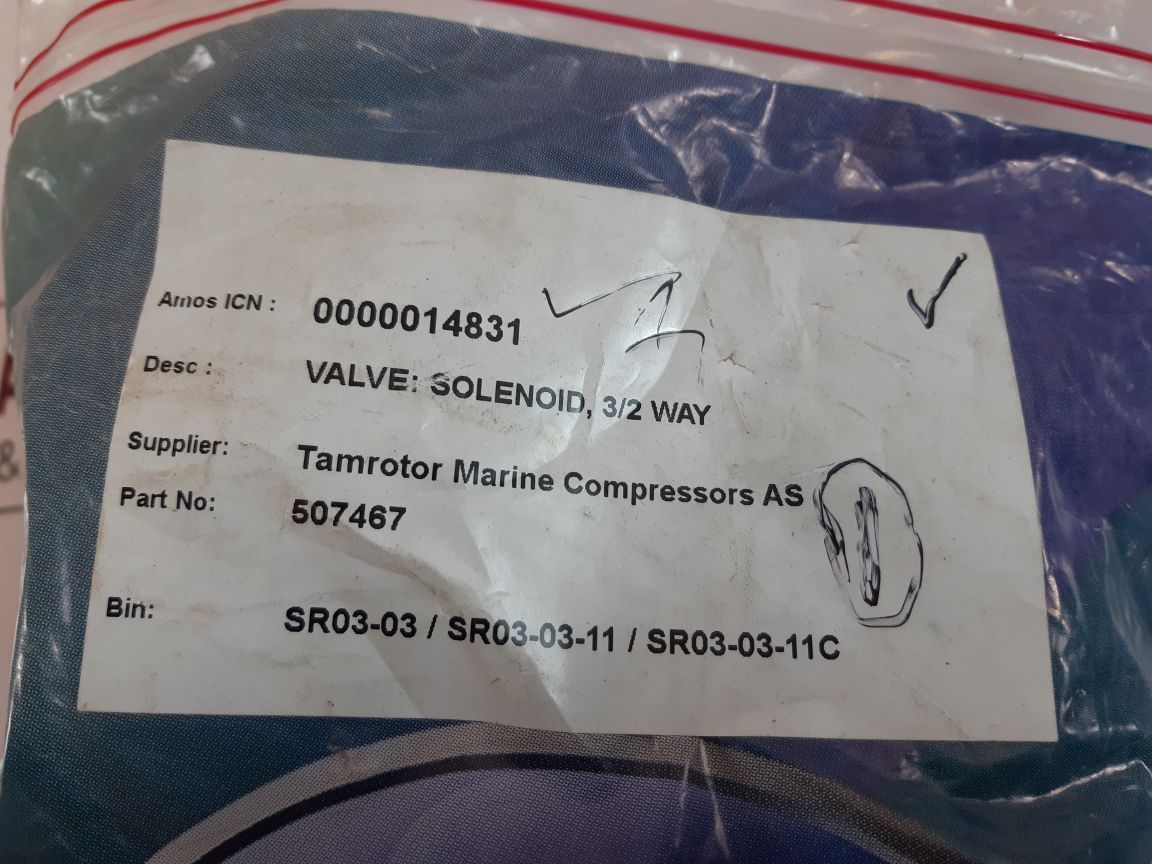 Amos ICN : 0000014831
Desc : VALVE: SOLENOID, 3/2 WAY
Supplier: Tamrotor Marine Compressors AS
Part No: 507467
Bin: SR03-03 / SR03-03-11 / SR03-03-11C
&